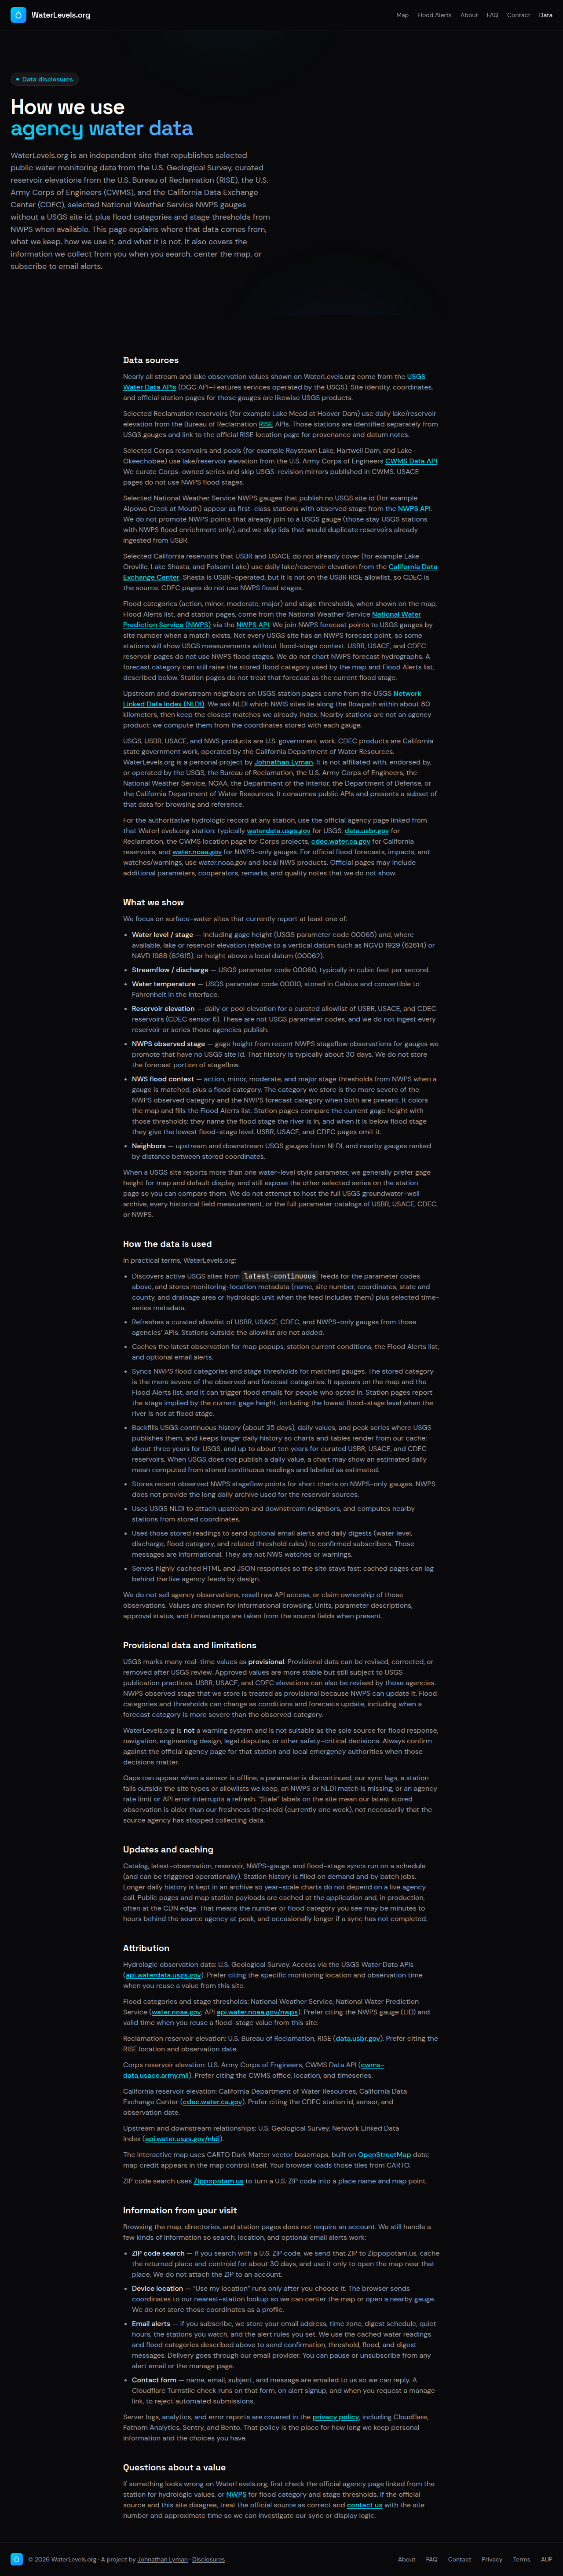 WaterLevels.org
Map Flood Alerts About FAQ Contact Data
Data disclosures
How we use
agency water data
WaterLevels.org is an independent site that republishes selected
public water monitoring data from the U.S. Geological Survey, curated
reservoir elevations from the U.S. Bureau of Reclamation (RISE), the U.S.
Army Corps of Engineers (CWMS), and the California Data Exchange
Center (CDEC), selected National Weather Service NWPS gauges
without a USGS site id, plus flood categories and stage thresholds from
NWPS when available. This page explains where that data comes from,
what we keep, how we use it, and what it is not. It also covers the
information we collect from you when you search, center the map, or
subscribe to email alerts.
Data sources
Nearly all stream and lake observation values shown on WaterLevels.org come from the USGS
Water Data APIs (OGC API–Features services operated by the USGS). Site identity, coordinates,
and official station pages for those gauges are likewise USGS products.
Selected Reclamation reservoirs (for example Lake Mead at Hoover Dam) use daily lake/reservoir
elevation from the Bureau of Reclamation RISE APIs. Those stations are identified separately from
USGS gauges and link to the official RISE location page for provenance and datum notes.
Selected Corps reservoirs and pools (for example Raystown Lake, Hartwell Dam, and Lake
Okeechobee) use lake/reservoir elevation from the U.S. Army Corps of Engineers CWMS Data API.
We curate Corps-owned series and skip USGS-revision mirrors published in CWMS. USACE
pages do not use NWPS flood stages.
Selected National Weather Service NWPS gauges that publish no USGS site id (for example
Alpowa Creek at Mouth) appear as first-class stations with observed stage from the NWPS API.
We do not promote NWPS points that already join to a USGS gauge (those stay USGS stations
with NWPS flood enrichment only), and we skip lids that would duplicate reservoirs already
ingested from USBR.
Selected California reservoirs that USBR and USACE do not already cover (for example Lake
Oroville, Lake Shasta, and Folsom Lake) use daily lake/reservoir elevation from the California Data
Exchange Center. Shasta is USBR-operated, but it is not on the USBR RISE allowlist, so CDEC is
the source. CDEC pages do not use NWPS flood stages.
Flood categories (action, minor, moderate, major) and stage thresholds, when shown on the map,
Flood Alerts list, and station pages, come from the National Weather Service National Water
Prediction Service (NWPS) via the NWPS API. We join NWPS forecast points to USGS gauges by
site number when a match exists. Not every USGS site has an NWPS forecast point, so some
stations will show USGS measurements without flood-stage context. USBR, USACE, and CDEC
reservoir pages do not use NWPS flood stages. We do not chart NWPS forecast hydrographs. A
forecast category can still raise the stored flood category used by the map and Flood Alerts list,
described below. Station pages do not treat that forecast as the current flood stage.
Upstream and downstream neighbors on USGS station pages come from the USGS Network
Linked Data Index (NLDI). We ask NLDI which NWIS sites lie along the flowpath within about 80
kilometers, then keep the closest matches we already index. Nearby stations are not an agency
product: we compute them from the coordinates stored with each gauge.
USGS, USBR, USACE, and NWS products are U.S. government work. CDEC products are California
state government work, operated by the California Department of Water Resources.
WaterLevels.org is a personal project by Johnathan Lyman. It is not affiliated with, endorsed by,
or operated by the USGS, the Bureau of Reclamation, the U.S. Army Corps of Engineers, the
National Weather Service, NOAA, the Department of the Interior, the Department of Defense, or
the California Department of Water Resources. It consumes public APIs and presents a subset of
that data for browsing and reference.
For the authoritative hydrologic record at any station, use the official agency page linked from
that WaterLevels.org station: typically waterdata.usgs.gov for USGS, data.usbr.gov for
Reclamation, the CWMS location page for Corps projects, cdec.water.ca.gov for California
reservoirs, and water.noaa.gov for NWPS-only gauges. For official flood forecasts, impacts, and
watches/warnings, use water.noaa.gov and local NWS products. Official pages may include
additional parameters, cooperators, remarks, and quality notes that we do not show.
What we show
We focus on surface-water sites that currently report at least one of:
• Water level / stage — including gage height (USGS parameter code 00065) and, where
available, lake or reservoir elevation relative to a vertical datum such as NGVD 1929 (62614) or
NAVD 1988 (62615), or height above a local datum (00062).
• Streamflow / discharge — USGS parameter code 00060, typically in cubic feet per second.
• Water temperature — USGS parameter code 00010, stored in Celsius and convertible to
Fahrenheit in the interface.
• Reservoir elevation — daily or pool elevation for a curated allowlist of USBR, USACE, and CDEC
reservoirs (CDEC sensor 6). These are not USGS parameter codes, and we do not ingest every
reservoir or series those agencies publish.
• NWPS observed stage — gage height from recent NWPS stageflow observations for gauges we
promote that have no USGS site id. That history is typically about 30 days. We do not store
the forecast portion of stageflow.
• NWS flood context — action, minor, moderate, and major stage thresholds from NWPS when a
gauge is matched, plus a flood category. The category we store is the more severe of the
NWPS observed category and the NWPS forecast category when both are present. It colors
the map and fills the Flood Alerts list. Station pages compare the current gage height with
those thresholds: they name the flood stage the river is in, and when it is below flood stage
they give the lowest flood-stage level. USBR, USACE, and CDEC pages omit it.
• Neighbors — upstream and downstream USGS gauges from NLDI, and nearby gauges ranked
by distance between stored coordinates.
When a USGS site reports more than one water-level style parameter, we generally prefer gage
height for map and default display, and still expose the other selected series on the station
page so you can compare them. We do not attempt to host the full USGS groundwater-well
archive, every historical field measurement, or the full parameter catalogs of USBR, USACE, CDEC,
or NWPS.
How the data is used
In practical terms, WaterLevels.org:
• Discovers active USGS sites from latest-continuous feeds for the parameter codes
above, and stores monitoring-location metadata (name, site number, coordinates, state and
county, and drainage area or hydrologic unit when the feed includes them) plus selected time-
series metadata.
• Refreshes a curated allowlist of USBR, USACE, CDEC, and NWPS-only gauges from those
agencies' APIs. Stations outside the allowlist are not added.
• Caches the latest observation for map popups, station current conditions, the Flood Alerts list,
and optional email alerts.
• Syncs NWPS flood categories and stage thresholds for matched gauges. The stored category
is the more severe of the observed and forecast categories. It appears on the map and the
Flood Alerts list, and it can trigger flood emails for people who opted in. Station pages report
the stage implied by the current gage height, including the lowest flood-stage level when the
river is not at flood stage.
• Backfills USGS continuous history (about 35 days), daily values, and peak series where USGS
publishes them, and keeps longer daily history so charts and tables render from our cache:
about three years for USGS, and up to about ten years for curated USBR, USACE, and CDEC
reservoirs. When USGS does not publish a daily value, a chart may show an estimated daily
mean computed from stored continuous readings and labeled as estimated.
• Stores recent observed NWPS stageflow points for short charts on NWPS-only gauges. NWPS
does not provide the long daily archive used for the reservoir sources.
• Uses USGS NLDI to attach upstream and downstream neighbors, and computes nearby
stations from stored coordinates.
• Uses those stored readings to send optional email alerts and daily digests (water level,
discharge, flood category, and related threshold rules) to confirmed subscribers. Those
messages are informational. They are not NWS watches or warnings.
• Serves highly cached HTML and JSON responses so the site stays fast; cached pages can lag
behind the live agency feeds by design.
We do not sell agency observations, resell raw API access, or claim ownership of those
observations. Values are shown for informational browsing. Units, parameter descriptions,
approval status, and timestamps are taken from the source fields when present.
Provisional data and limitations
USGS marks many real-time values as provisional. Provisional data can be revised, corrected, or
removed after USGS review. Approved values are more stable but still subject to USGS
publication practices. USBR, USACE, and CDEC elevations can also be revised by those agencies.
NWPS observed stage that we store is treated as provisional because NWPS can update it. Flood
categories and thresholds can change as conditions and forecasts update, including when a
forecast category is more severe than the observed category.
WaterLevels.org is not a warning system and is not suitable as the sole source for flood response,
navigation, engineering design, legal disputes, or other safety-critical decisions. Always confirm
against the official agency page for that station and local emergency authorities when those
decisions matter.
Gaps can appear when a sensor is offline, a parameter is discontinued, our sync lags, a station
falls outside the site types or allowlists we keep, an NWPS or NLDI match is missing, or an agency
rate limit or API error interrupts a refresh. “Stale” labels on the site mean our latest stored
observation is older than our freshness threshold (currently one week), not necessarily that the
source agency has stopped collecting data.
Updates and caching
Catalog, latest-observation, reservoir, NWPS-gauge, and flood-stage syncs run on a schedule
(and can be triggered operationally). Station history is filled on demand and by batch jobs.
Longer daily history is kept in an archive so year-scale charts do not depend on a live agency
call. Public pages and map station payloads are cached at the application and, in production,
often at the CDN edge. That means the number or flood category you see may be minutes to
hours behind the source agency at peak, and occasionally longer if a sync has not completed.
Attribution
Hydrologic observation data: U.S. Geological Survey. Access via the USGS Water Data APIs
(api.waterdata.usgs.gov). Prefer citing the specific monitoring location and observation time
when you reuse a value from this site.
Flood categories and stage thresholds: National Weather Service, National Water Prediction
Service (water.noaa.gov; API api.water.noaa.gov/nwps). Prefer citing the NWPS gauge (LID) and
valid time when you reuse a flood-stage value from this site.
Reclamation reservoir elevation: U.S. Bureau of Reclamation, RISE (data.usbr.gov). Prefer citing the
RISE location and observation date.
Corps reservoir elevation: U.S. Army Corps of Engineers, CWMS Data API (cwms-
data.usace.army.mil). Prefer citing the CWMS office, location, and timeseries.
California reservoir elevation: California Department of Water Resources, California Data
Exchange Center (cdec.water.ca.gov). Prefer citing the CDEC station id, sensor, and
observation date.
Upstream and downstream relationships: U.S. Geological Survey, Network Linked Data
Index (api.water.usgs.gov/nldi).
The interactive map uses CARTO Dark Matter vector basemaps, built on OpenStreetMap data;
map credit appears in the map control itself. Your browser loads those tiles from CARTO.
ZIP code search uses Zippopotam.us to turn a U.S. ZIP code into a place name and map point.
Information from your visit
Browsing the map, directories, and station pages does not require an account. We still handle a
few kinds of information so search, location, and optional email alerts work:
• ZIP code search — if you search with a U.S. ZIP code, we send that ZIP to Zippopotam.us, cache
the returned place and centroid for about 30 days, and use it only to open the map near that
place. We do not attach the ZIP to an account.
• Device location — “Use my location” runs only after you choose it. The browser sends
coordinates to our nearest-station lookup so we can center the map or open a nearby gauge.
We do not store those coordinates as a profile.
• Email alerts — if you subscribe, we store your email address, time zone, digest schedule, quiet
hours, the stations you watch, and the alert rules you set. We use the cached water readings
and flood categories described above to send confirmation, threshold, flood, and digest
messages. Delivery goes through our email provider. You can pause or unsubscribe from any
alert email or the manage page.
• Contact form — name, email, subject, and message are emailed to us so we can reply. A
Cloudflare Turnstile check runs on that form, on alert signup, and when you request a manage
link, to reject automated submissions.
Server logs, analytics, and error reports are covered in the privacy policy, including Cloudflare,
Fathom Analytics, Sentry, and Bento. That policy is the place for how long we keep personal
information and the choices you have.
Questions about a value
If something looks wrong on WaterLevels.org, first check the official agency page linked from the
station for hydrologic values, or NWPS for flood category and stage thresholds. If the official
source and this site disagree, treat the official source as correct and contact us with the site
number and approximate time so we can investigate our sync or display logic.
© 2026 WaterLevels.org · A project by Johnathan Lyman · Disclosures
About FAQ Contact Privacy Terms AUP